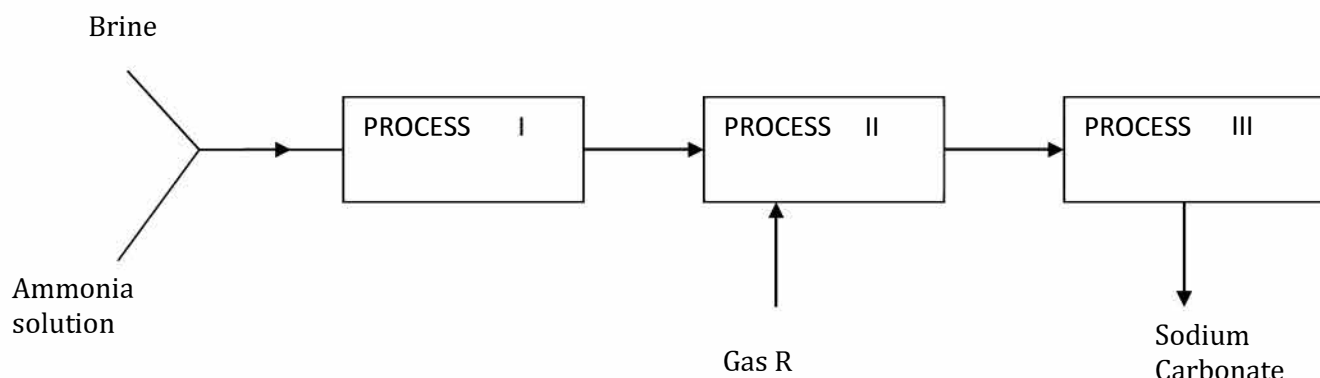 Brine
PROCESS I
PROCESS II
PROCESS III
Ammonia
solution
Gas R
Sodium
Carbonate